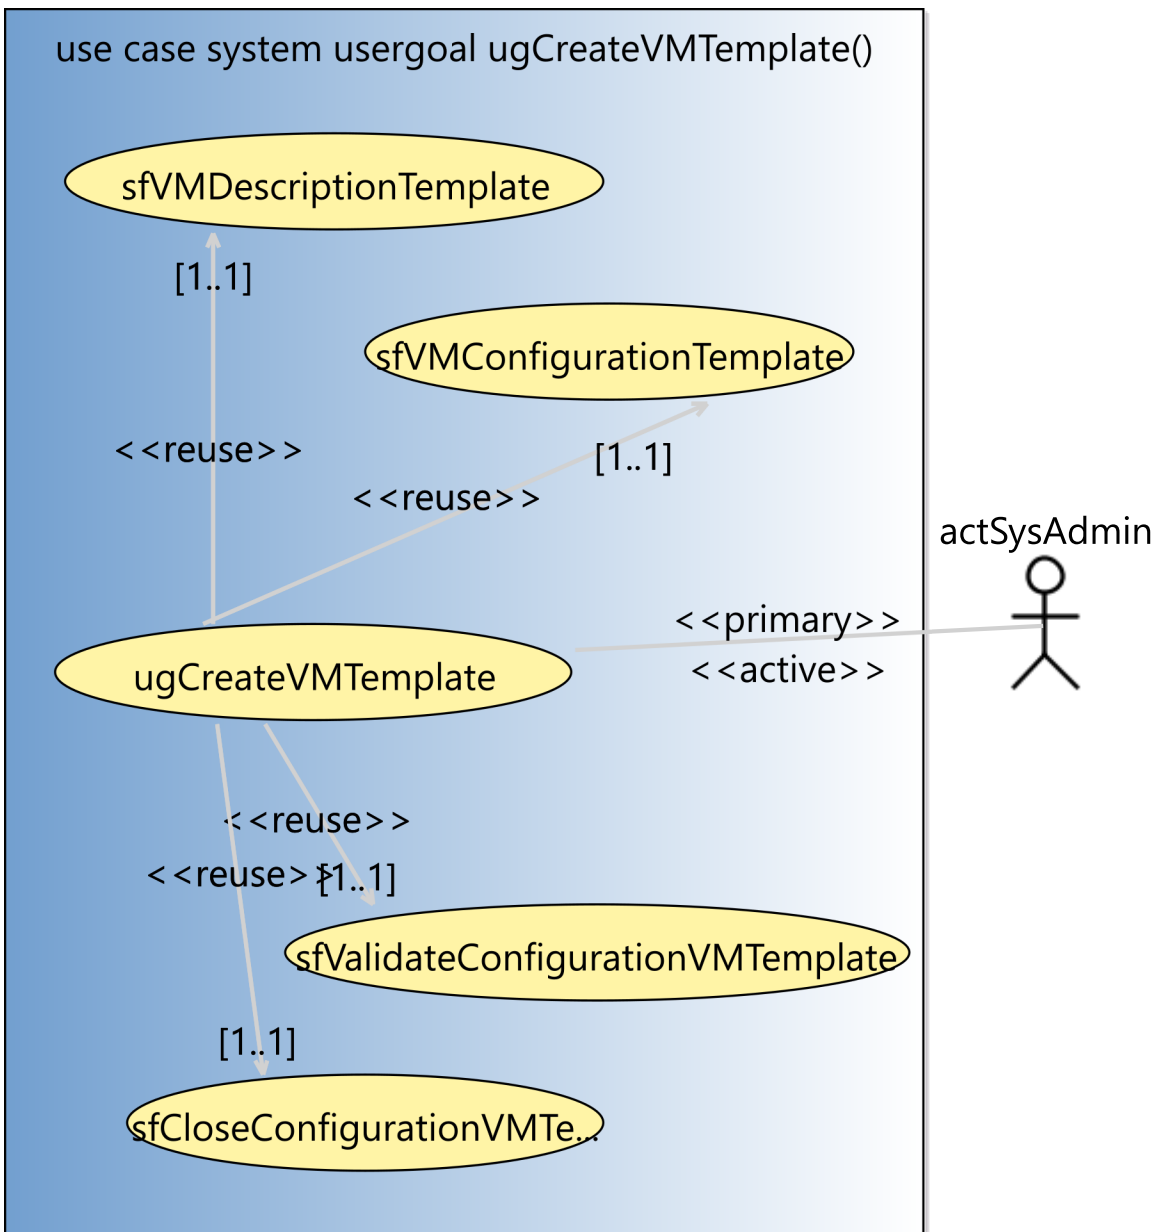 use case system usergoal ugCreateVMTemplate()
sfVMDescriptionTemplate
[1..1]
sfVMConfigurationTemplate
<<reuse>>
[1..1]
<<reuse>>
actSysAdmin
<<primary>>
ugCreateVMTemplate
<<active>>
<<reuse>>
<<reuse>>
[1..1]
sfValidateConfigurationVMTemplate
[1..1]
sfCloseConfigurationVMTe...